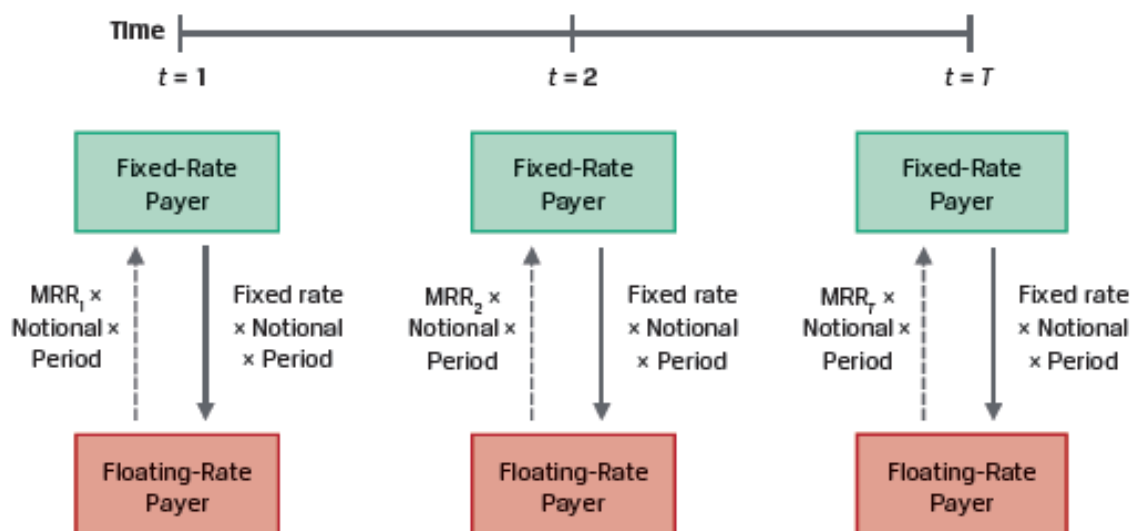 Time
t = 1
t = 2
t = T
Fixed-Rate
Payer
Fixed-Rate
Payer
Fixed-Rate
Payer
MRR₁ ×
Notional ×
Period
Fixed rate
× Notional
× Period
MRR₂ ×
Notional ×
Period
Fixed rate
× Notional
× Period
MRR_T ×
Notional ×
Period
Fixed rate
× Notional
× Period
Floating-Rate
Payer
Floating-Rate
Payer
Floating-Rate
Payer